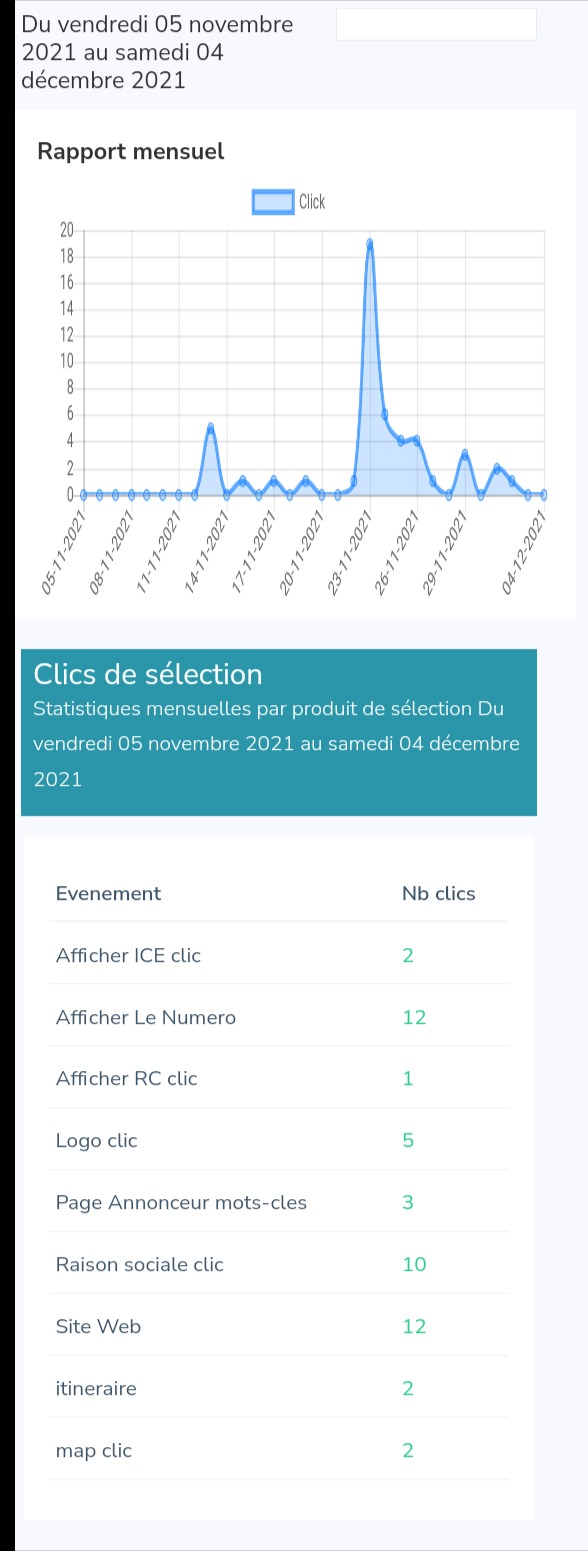 Du vendredi 05 novembre
2021 au samedi 04
décembre 2021
Rapport mensuel
Click
20
18
16
14
12
10
8
6
4
2
0
05-11-2021
08-11-2021
11-11-2021
14-11-2021
17-11-2021
20-11-2021
23-11-2021
26-11-2021
29-11-2021
04-12-2021
Clics de sélection
Statistiques mensuelles par produit de sélection Du
vendredi 05 novembre 2021 au samedi 04 décembre
2021
Evenement Nb clics
Afficher ICE clic 2
Afficher Le Numero 12
Afficher RC clic 1
Logo clic 5
Page Annonceur mots-cles 3
Raison sociale clic 10
Site Web 12
itineraire 2
map clic 2